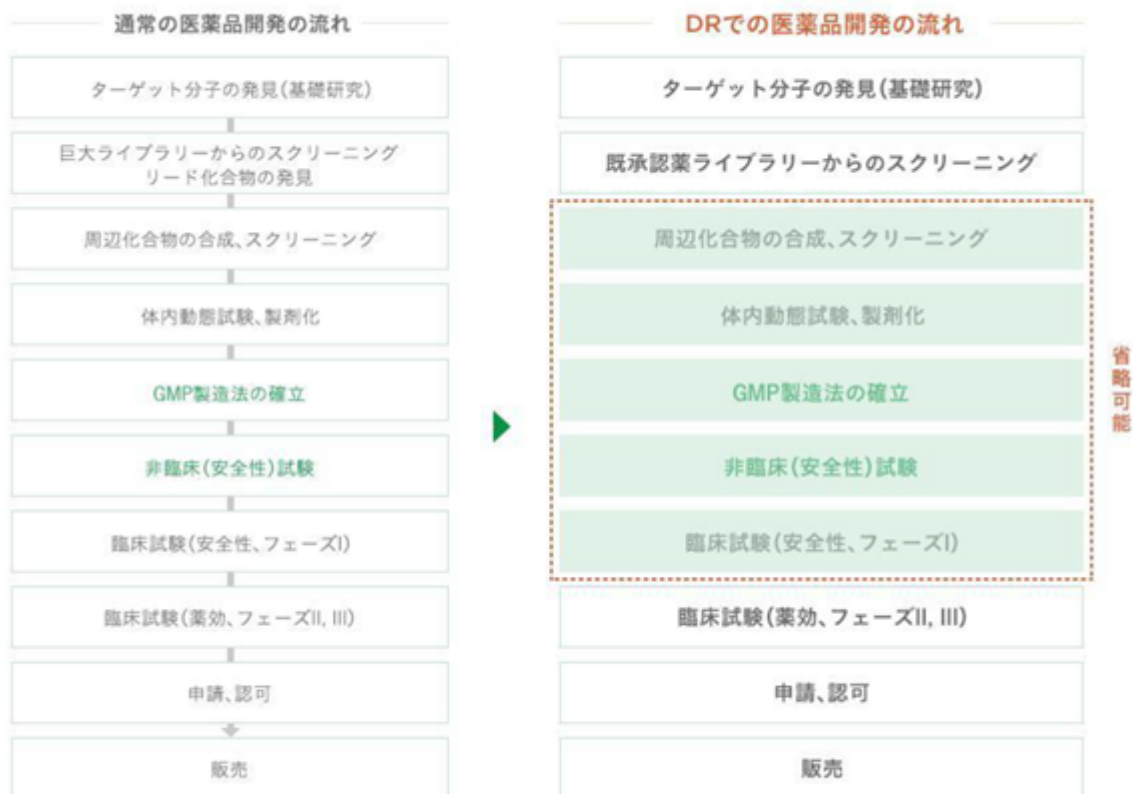 通常の医薬品開発の流れ
ターゲット分子の発見(基礎研究)
巨大ライブラリーからのスクリーニング
リード化合物の発見
周辺化合物の合成、スクリーニング
体内動態試験、製剤化
GMP製造法の確立
非臨床(安全性)試験
臨床試験(安全性、フェーズI)
臨床試験(薬効、フェーズII, III)
申請、認可
販売
DRでの医薬品開発の流れ
ターゲット分子の発見(基礎研究)
既承認薬ライブラリーからのスクリーニング
周辺化合物の合成、スクリーニング
体内動態試験、製剤化
GMP製造法の確立
非臨床(安全性)試験
臨床試験(安全性、フェーズI)
臨床試験(薬効、フェーズII, III)
申請、認可
販売
省略可能